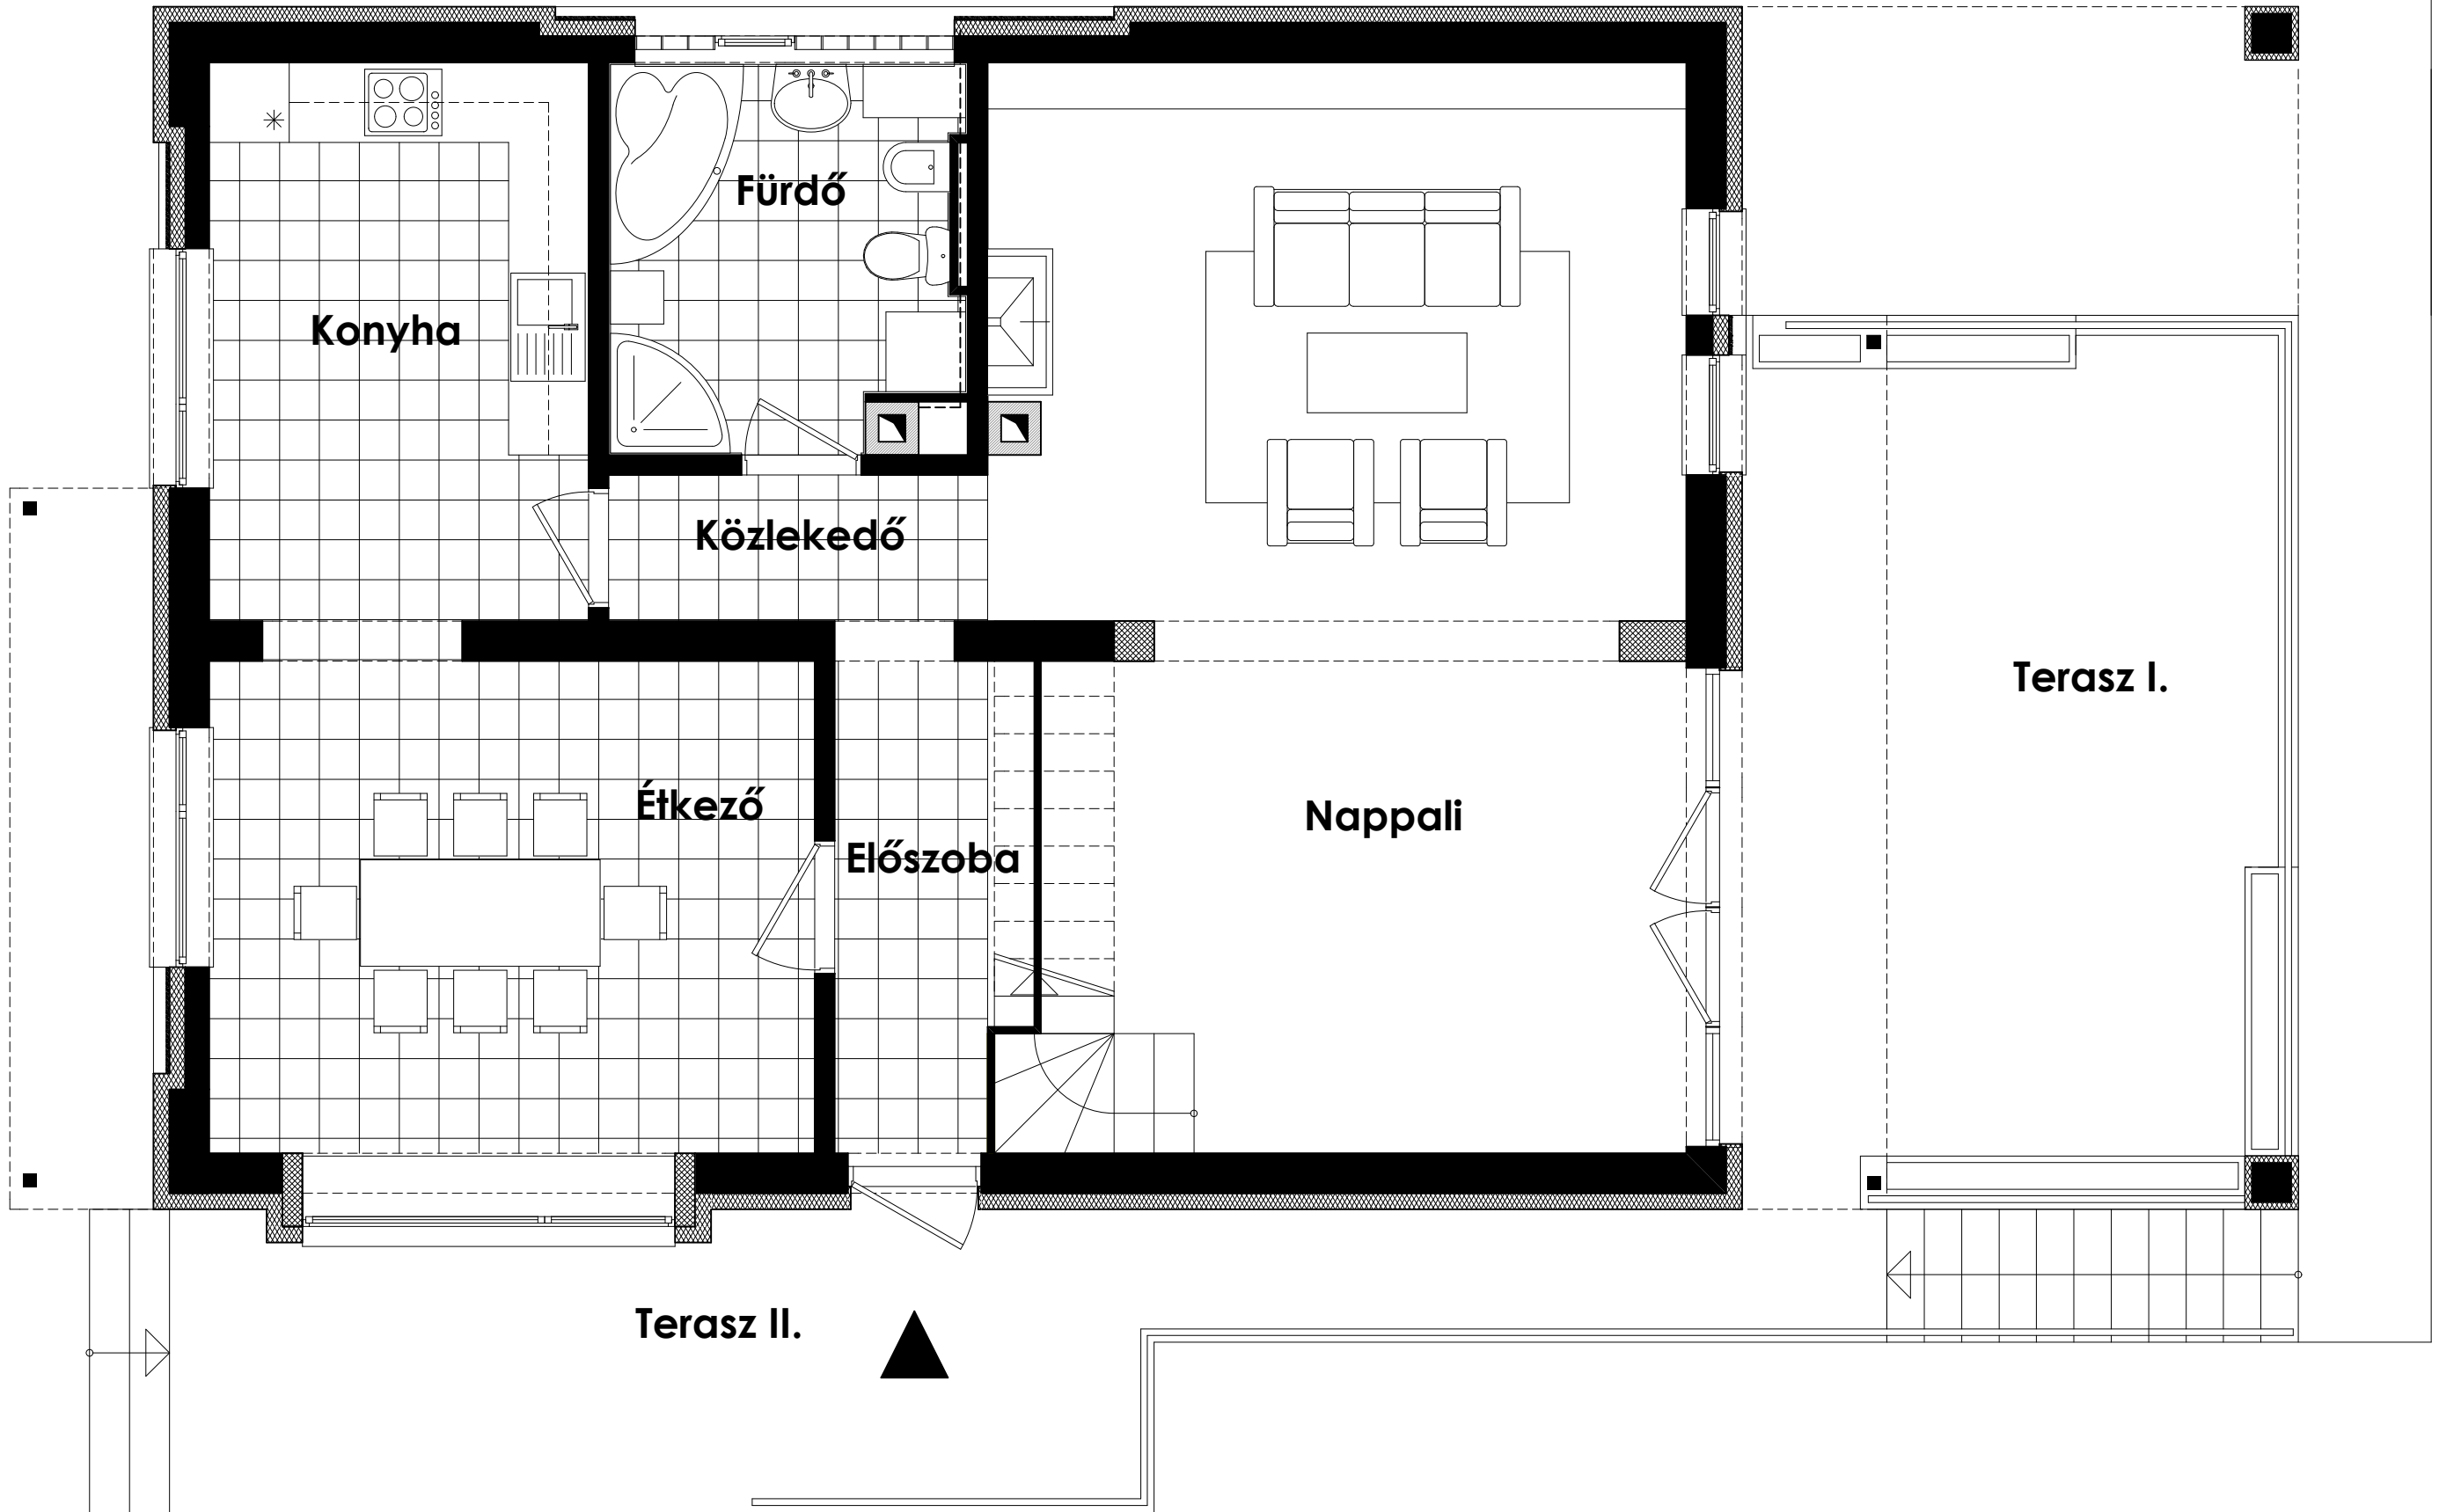 Fürdő
Konyha
Közlekedő
Terasz I.
Étkező
Nappali
Előszoba
Terasz II.